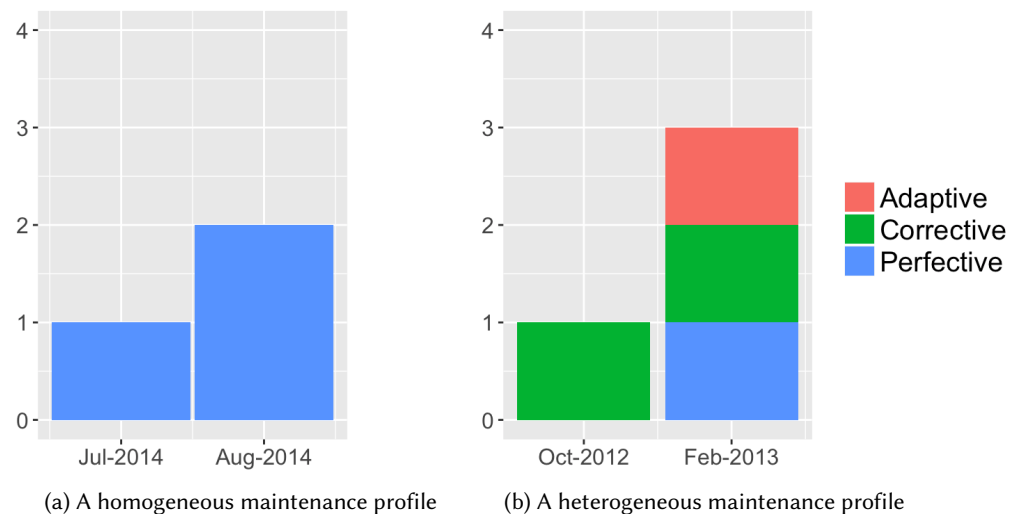 4
3
2
1
0
Jul-2014 Aug-2014
(a) A homogeneous maintenance profile
4
3
2
1
0
Oct-2012 Feb-2013
(b) A heterogeneous maintenance profile
Adaptive
Corrective
Perfective